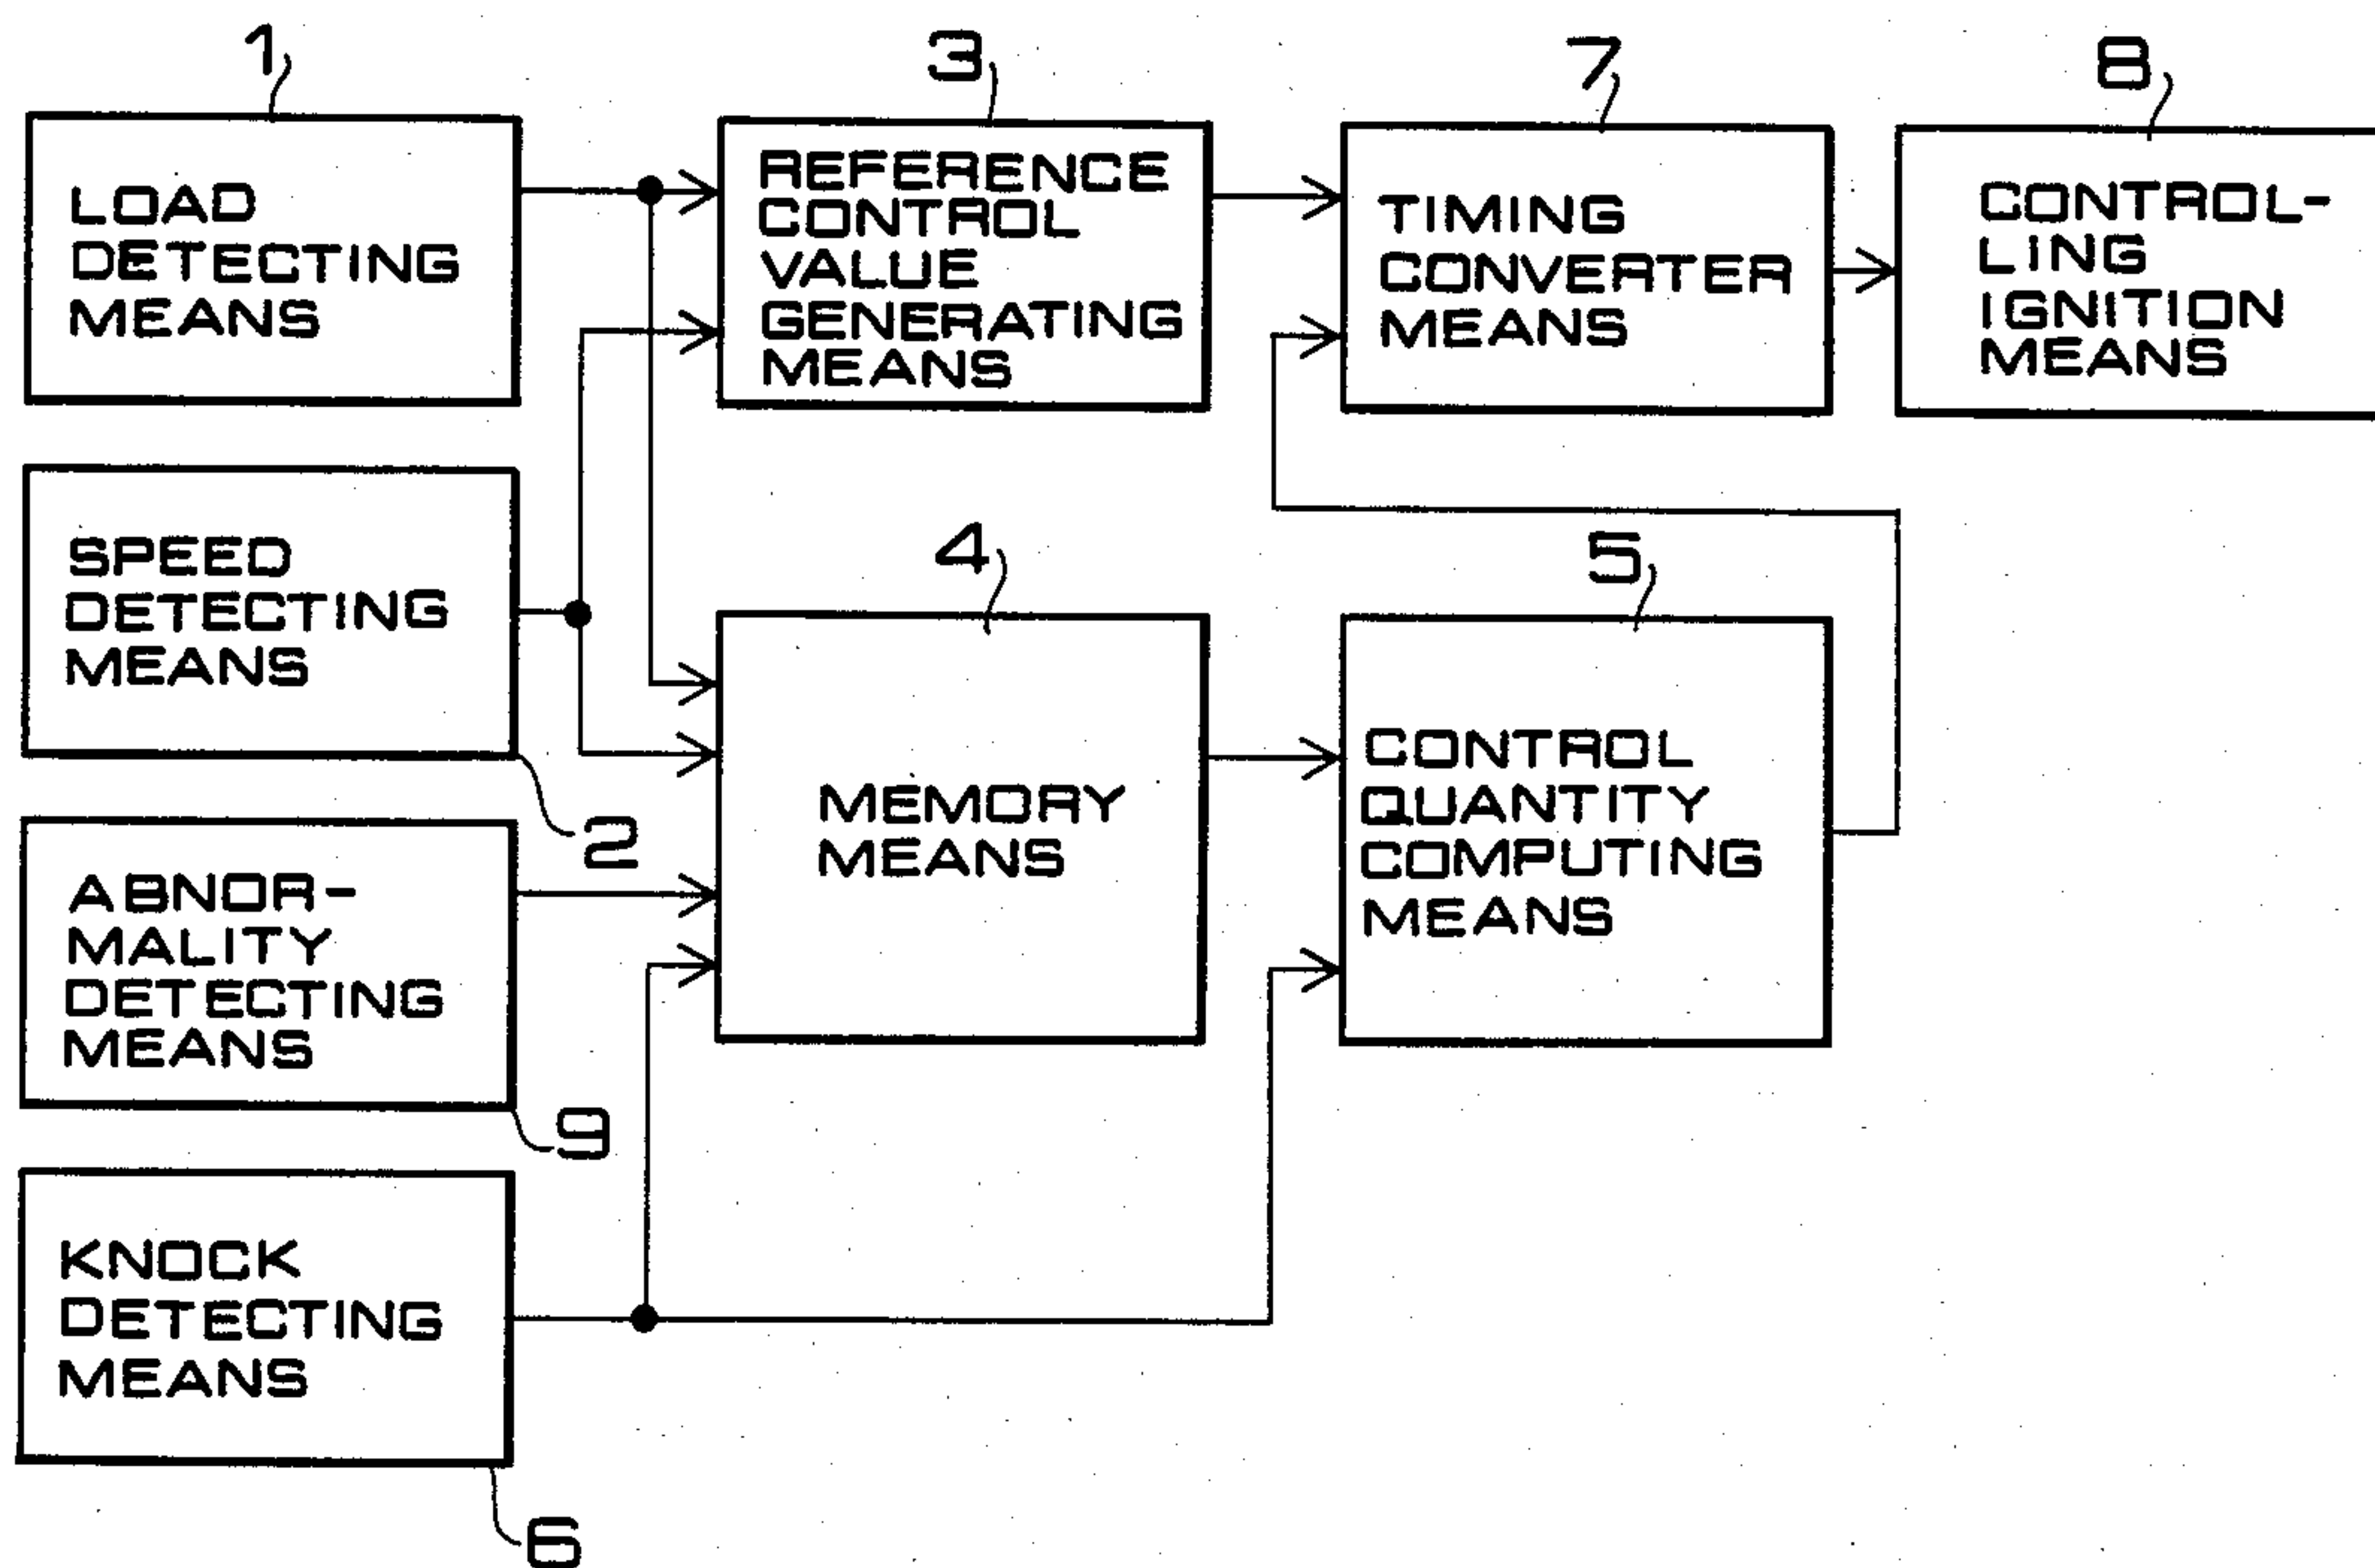 1
LOAD
DETECTING
MEANS
3
REFERENCE
CONTROL
VALUE
GENERATING
MEANS
7
TIMING
CONVERTER
MEANS
8
CONTROL-
LING
IGNITION
MEANS
SPEED
DETECTING
MEANS
2
4
MEMORY
MEANS
5
CONTROL
QUANTITY
COMPUTING
MEANS
ABNOR-
MALITY
DETECTING
MEANS
9
KNOCK
DETECTING
MEANS
6